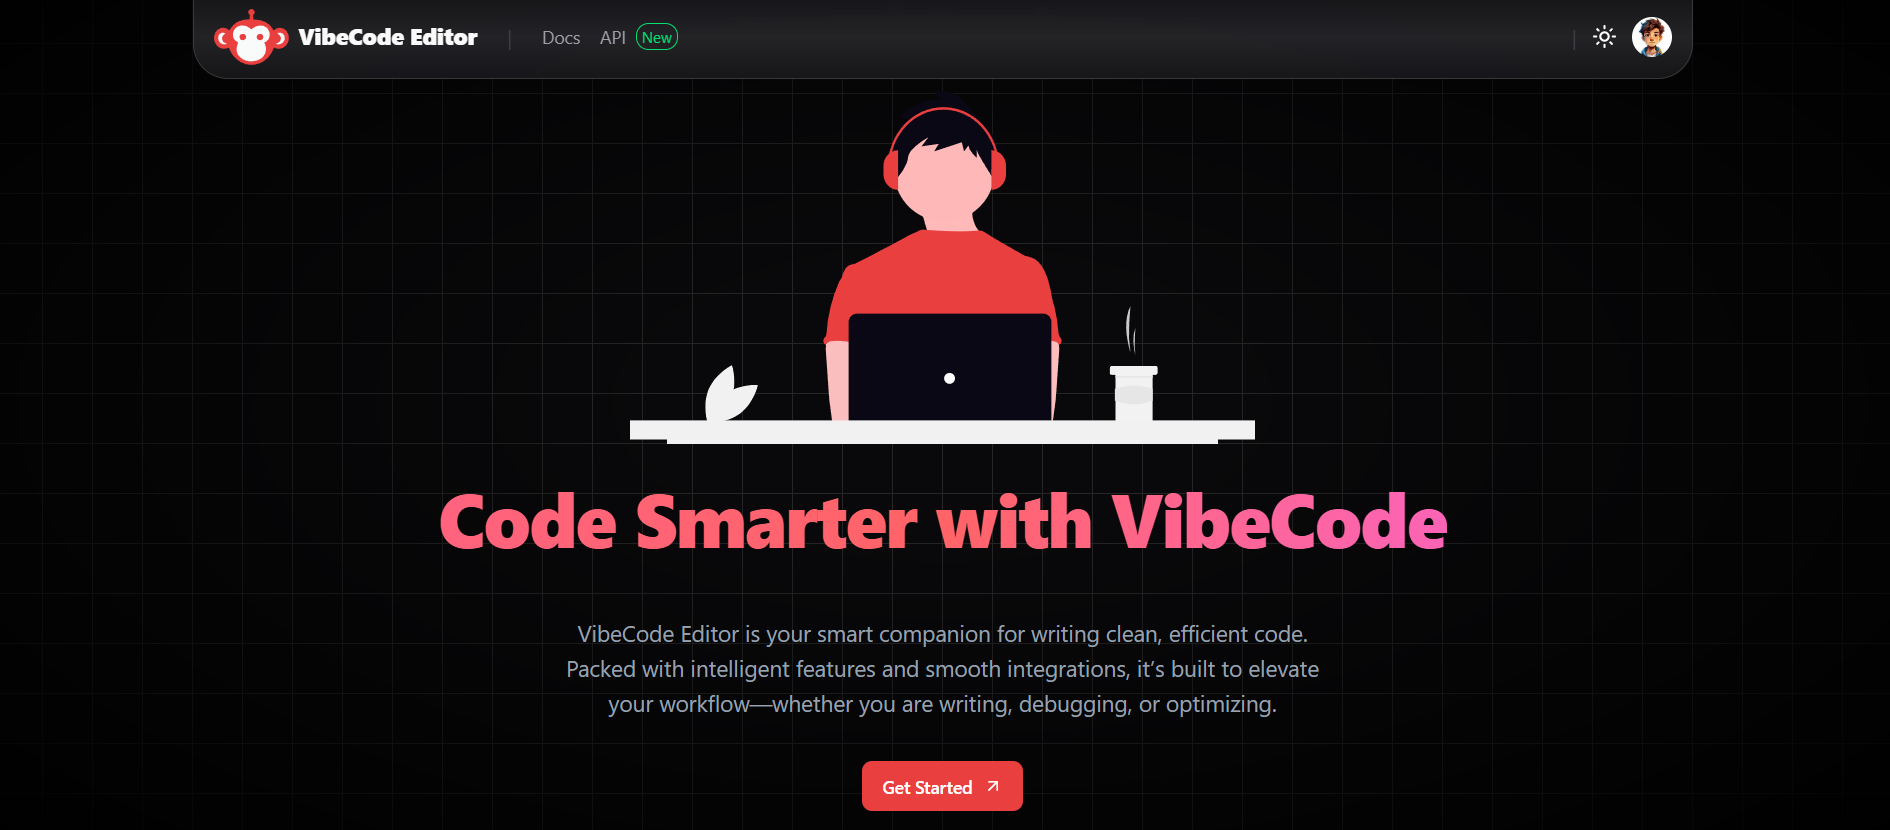 VibeCode Editor
Docs
API
New
Code Smarter with VibeCode
VibeCode Editor is your smart companion for writing clean, efficient code.
Packed with intelligent features and smooth integrations, it’s built to elevate
your workflow—whether you are writing, debugging, or optimizing.
Get Started